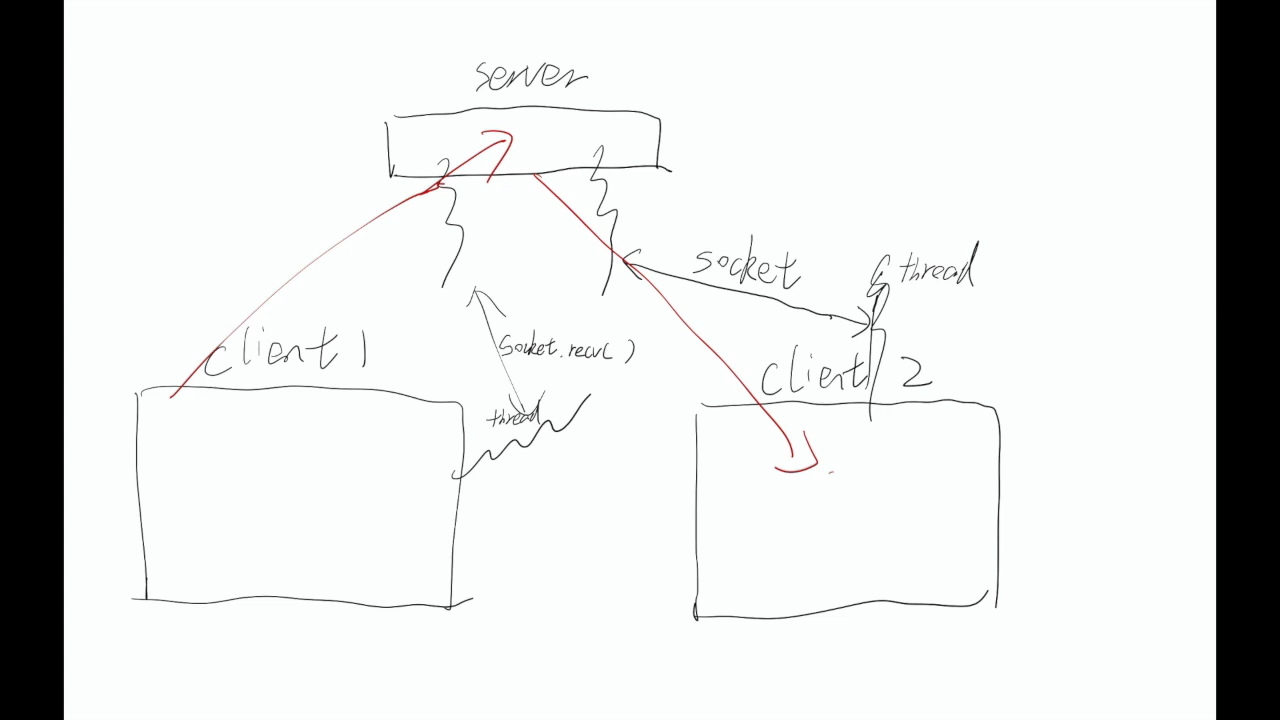 server
socket
thread
client 1
socket.recv( )
client 2
thread